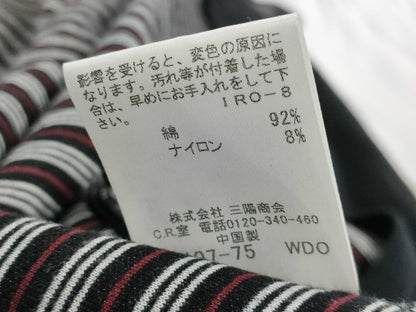 影響を受けると、変色の原因に
なります。汚れ等が付着した場
合は、早めにお手入れをして下
さい。 IRO-8
綿 92%
ナイロン 8%
株式会社 三陽商会
C.R.室 電話0120-340-460
中国製
07-75 WDO